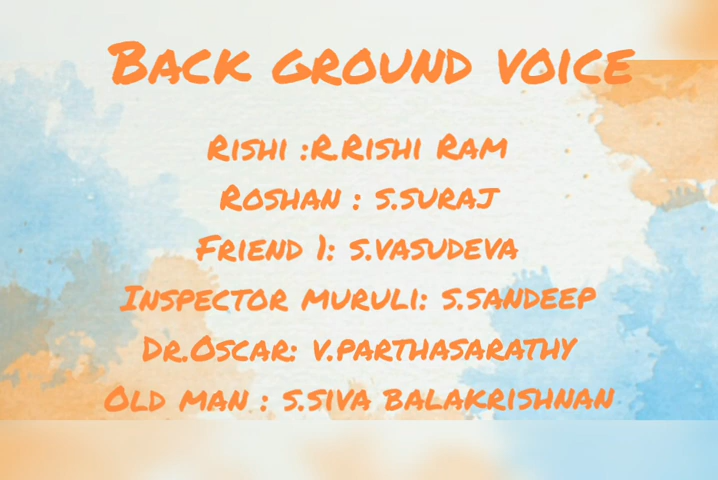 Back ground voice
Rishi :R.Rishi Ram
Roshan : s.suraj
Friend 1: s.vasudeva
Inspector muruli: s.sandeep
Dr.Oscar: v.parthasarathy
Old man : s.siva balakrishnan